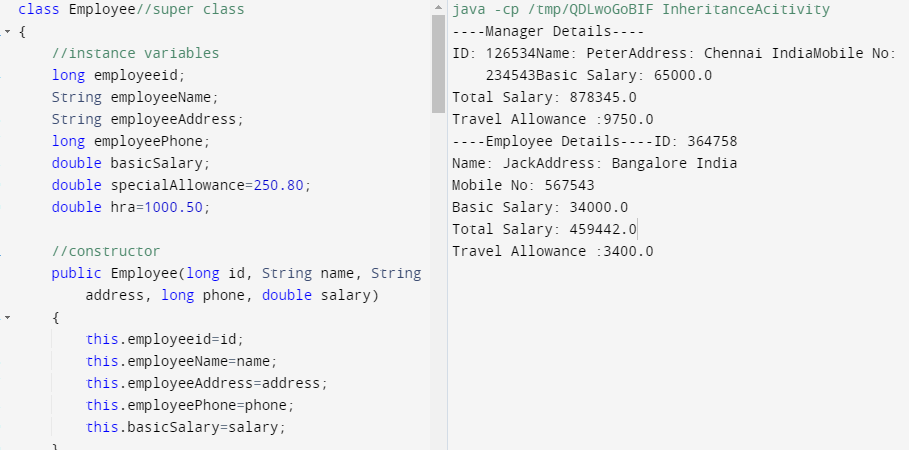 class Employee//super class
{
//instance variables
long employeeid;
String employeeName;
String employeeAddress;
long employeePhone;
double basicSalary;
double specialAllowance=250.80;
double hra=1000.50;
//constructor
public Employee(long id, String name, String
address, long phone, double salary)
{
this.employeeid=id;
this.employeeName=name;
this.employeeAddress=address;
this.employeePhone=phone;
this.basicSalary=salary;
java -cp /tmp/QDLwoGoBIF InheritanceAcitivity
----Manager Details----
ID: 126534Name: PeterAddress: Chennai IndiaMobile No:
234543Basic Salary: 65000.0
Total Salary: 878345.0
Travel Allowance :9750.0
----Employee Details----ID: 364758
Name: JackAddress: Bangalore India
Mobile No: 567543
Basic Salary: 34000.0
Total Salary: 459442.0
Travel Allowance :3400.0